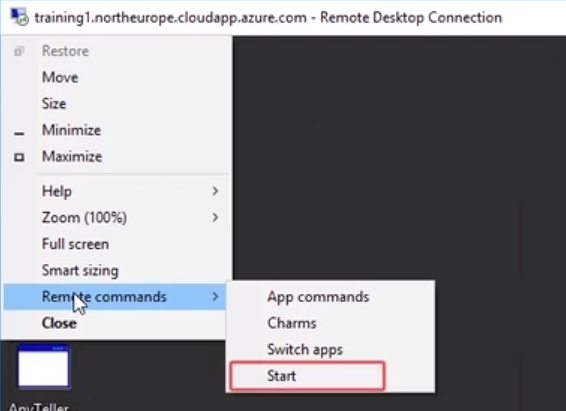 training1.northeurope.cloudapp.azure.com - Remote Desktop Connection
Restore
Move
Size
Minimize
Maximize
Help
Zoom (100%)
Full screen
Smart sizing
Remote commands
Close
App commands
Charms
Switch apps
Start
AnyTeller